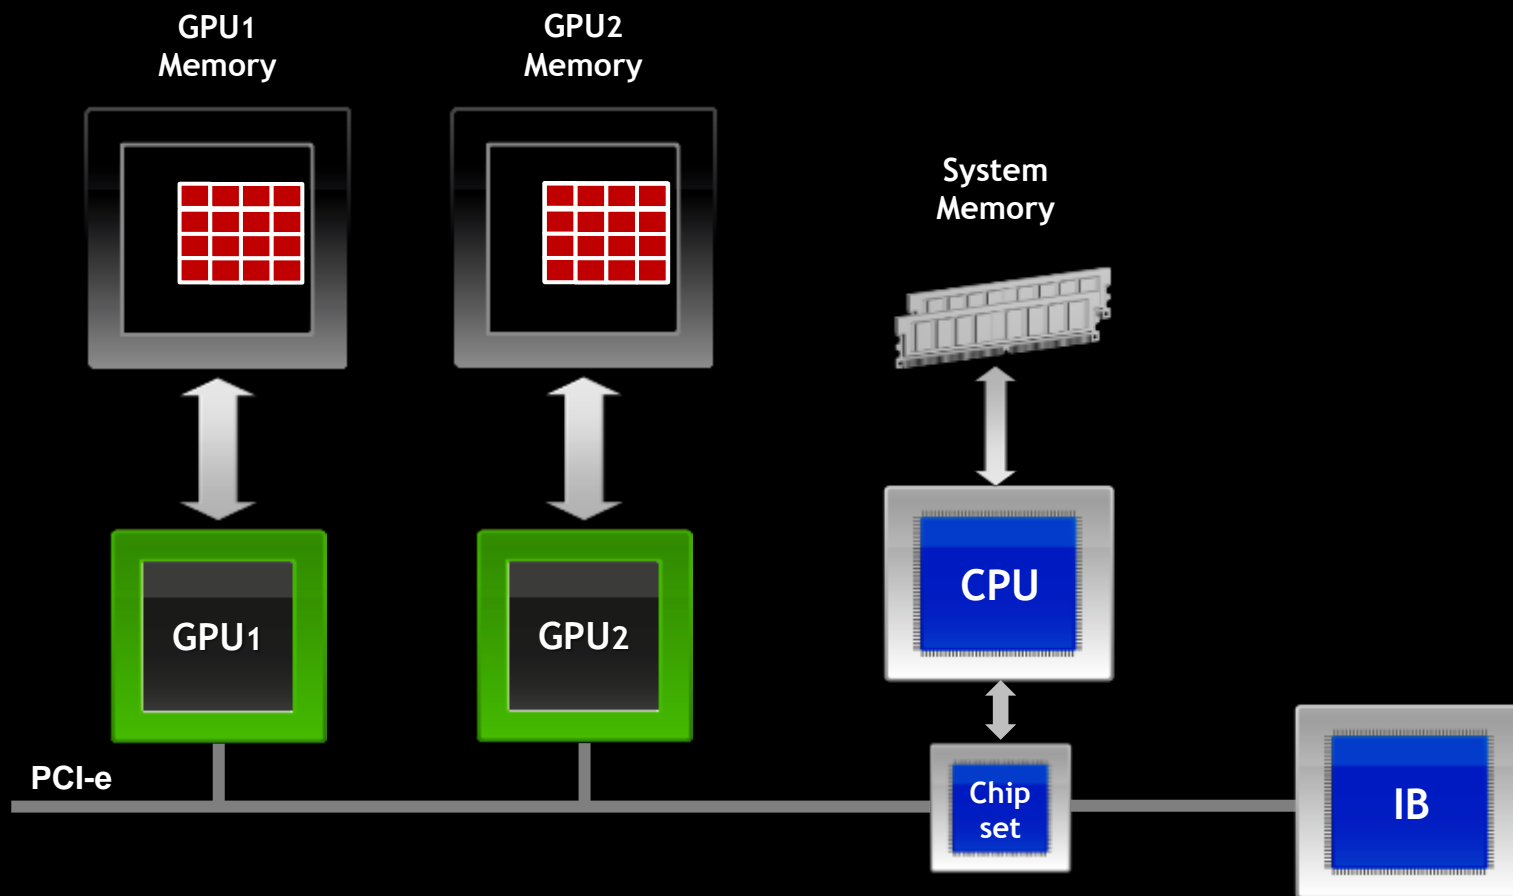 GPU1
Memory
GPU2
Memory
System
Memory
GPU1
GPU2
CPU
PCI-e
Chip
set
IB